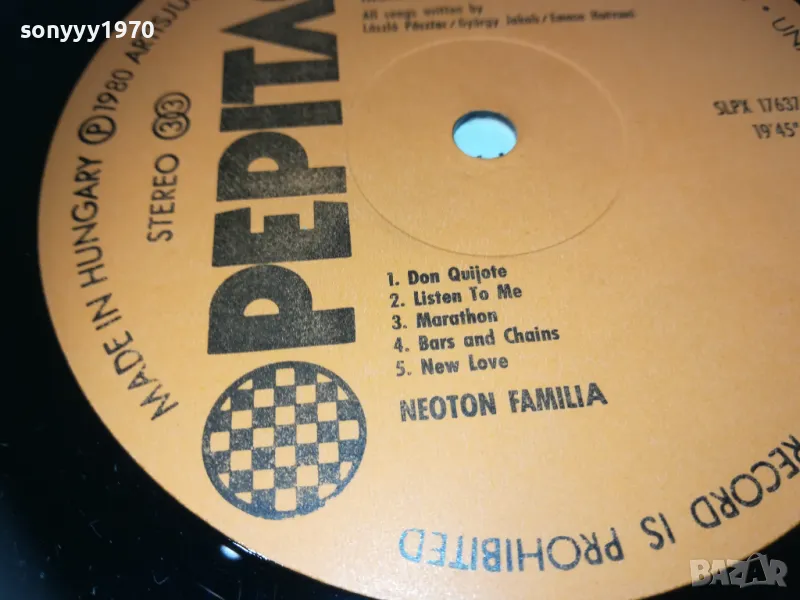 sonyyy1970
All songs written by
László Pásztor/György Jakab/Emese Hatvani
SLPX 17637
19'45"
STEREO 33
PEPITA
MADE IN HUNGARY Ⓟ 1980
1. Don Quijote
2. Listen To Me
3. Marathon
4. Bars and Chains
5. New Love
NEOTON FAMILIA
RECORD IS PROHIBITED
BAZAR.bg